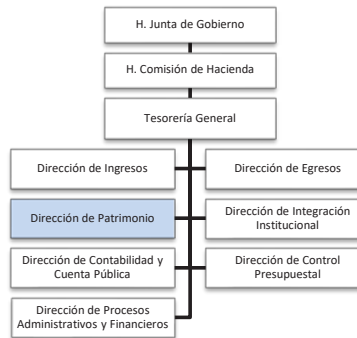 H. Junta de Gobierno
H. Comisión de Hacienda
Tesorería General
Dirección de Ingresos
Dirección de Egresos
Dirección de Patrimonio
Dirección de Integración
Institucional
Dirección de Contabilidad y
Cuenta Pública
Dirección de Control
Presupuestal
Dirección de Procesos
Administrativos y Financieros